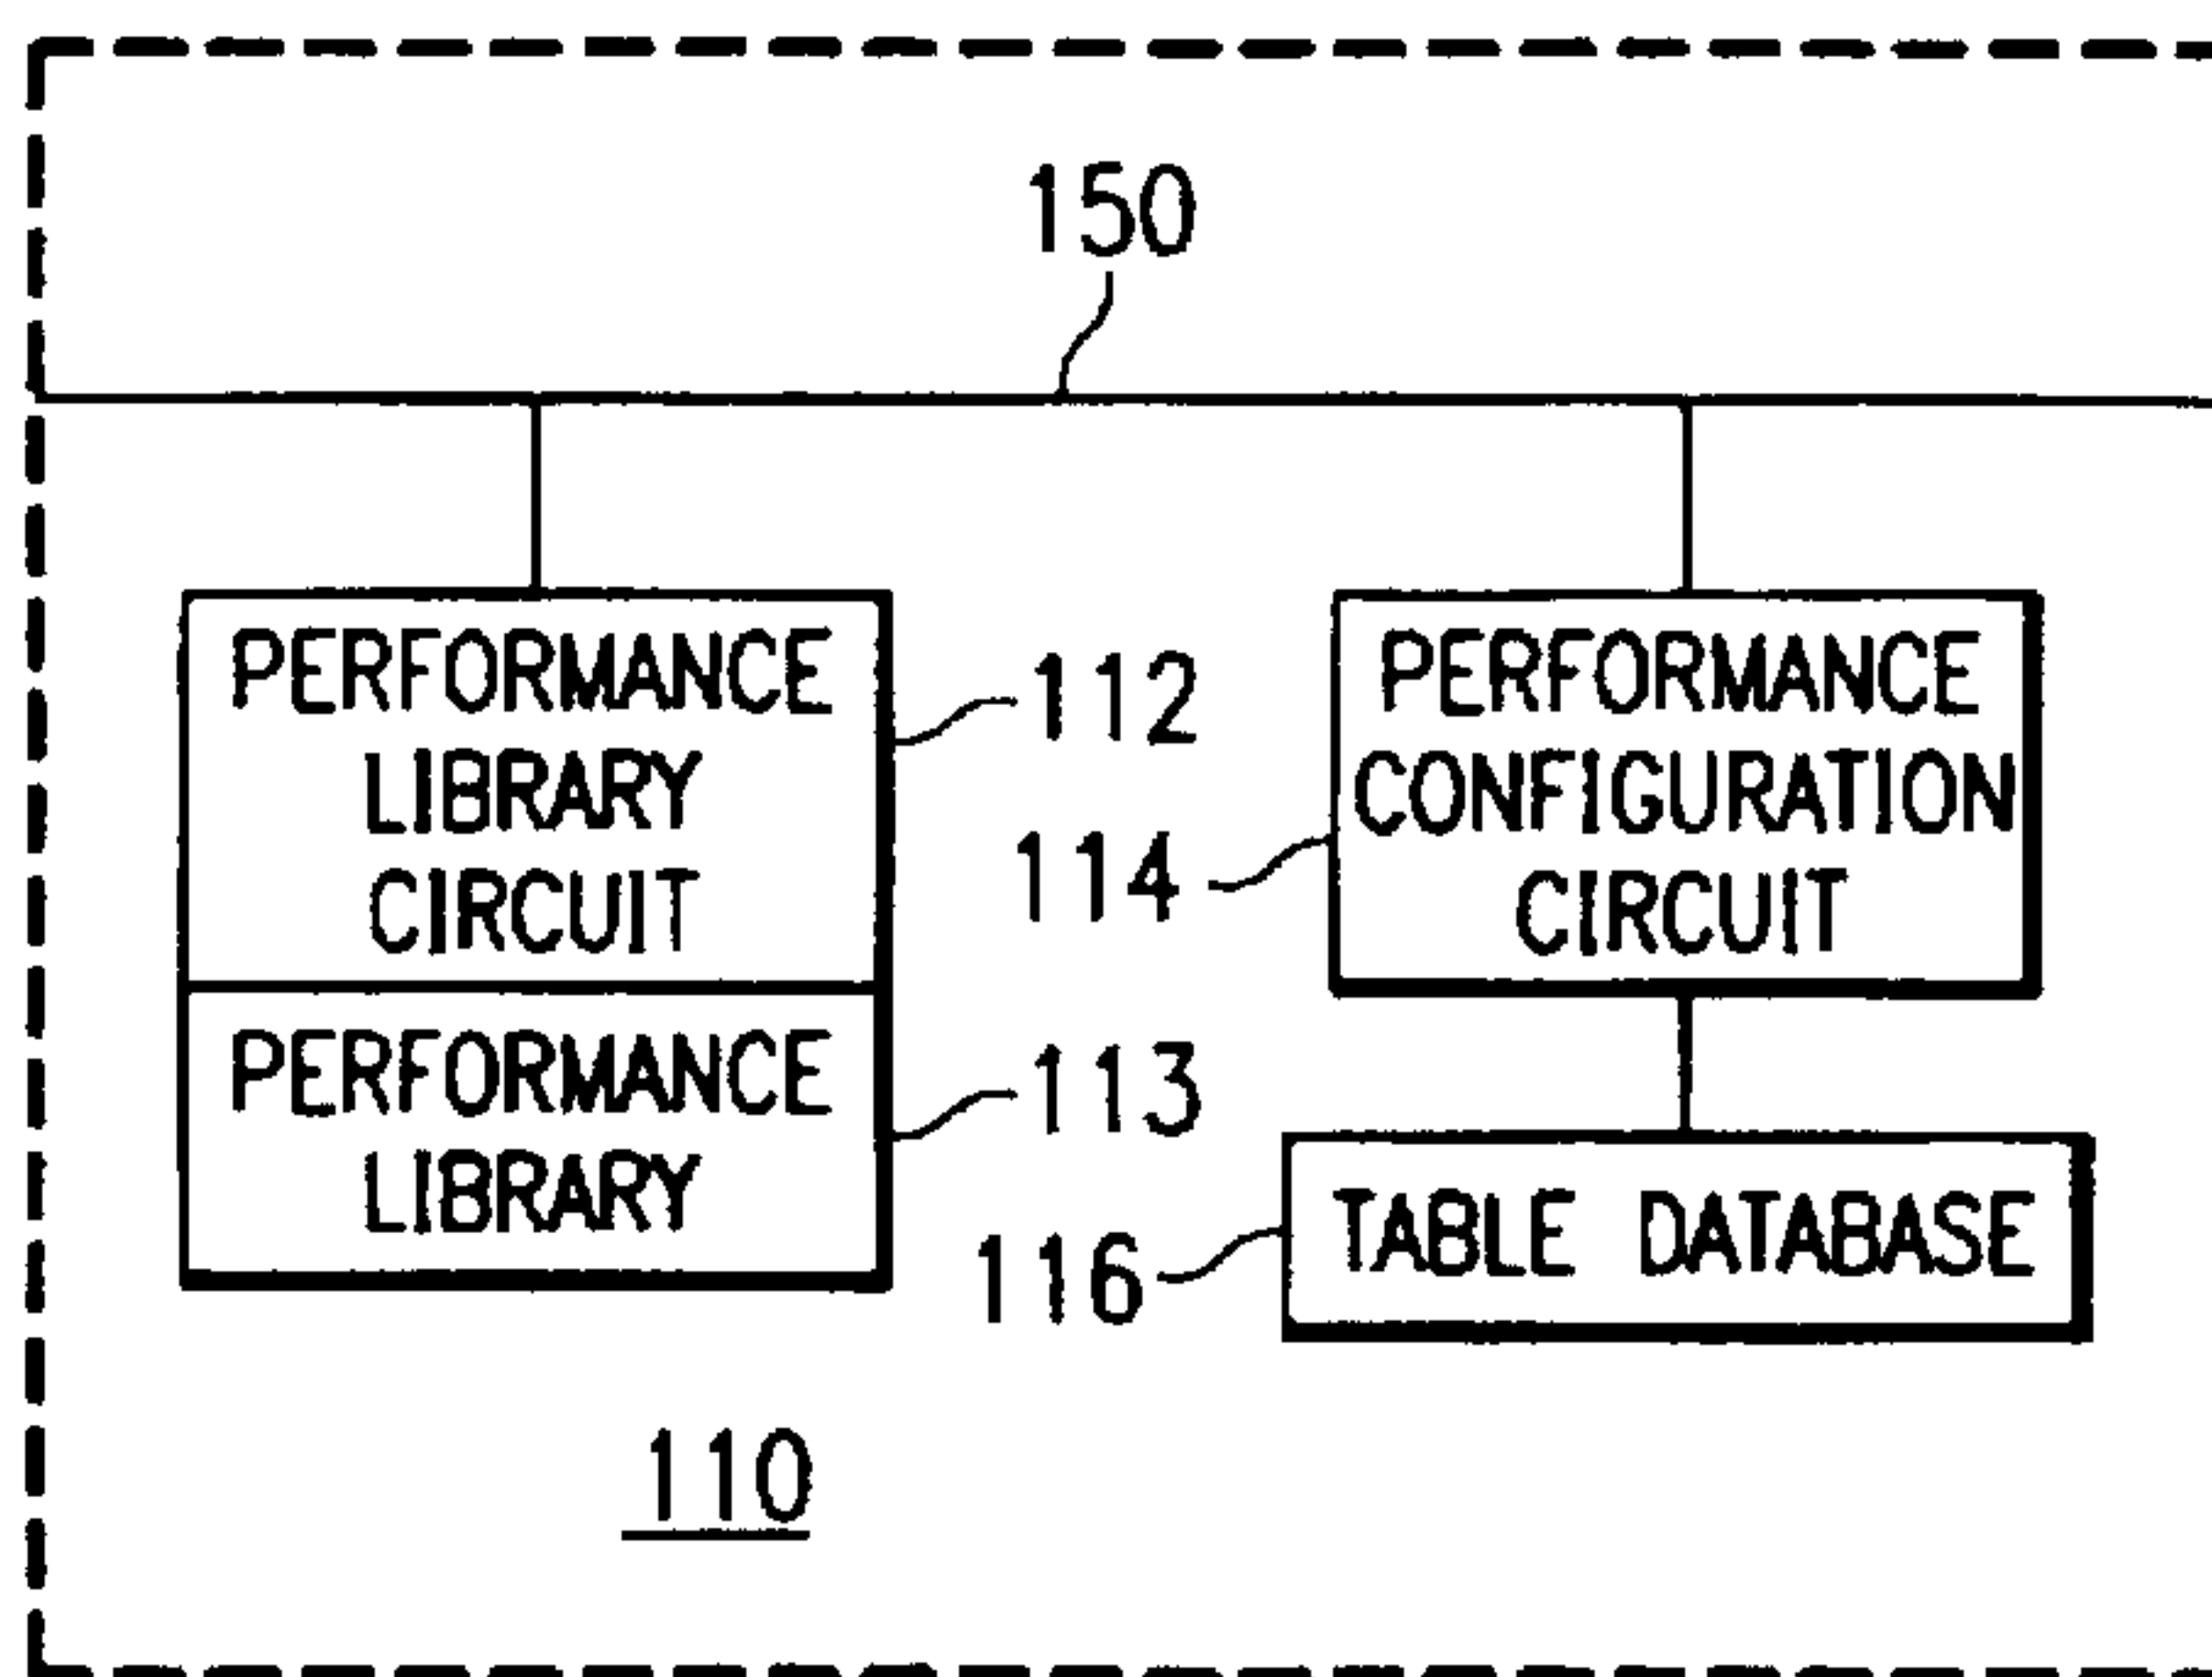 150
PERFORMANCE
LIBRARY
CIRCUIT
112
PERFORMANCE
LIBRARY
113
114
PERFORMANCE
CONFIGURATION
CIRCUIT
116
TABLE DATABASE
110